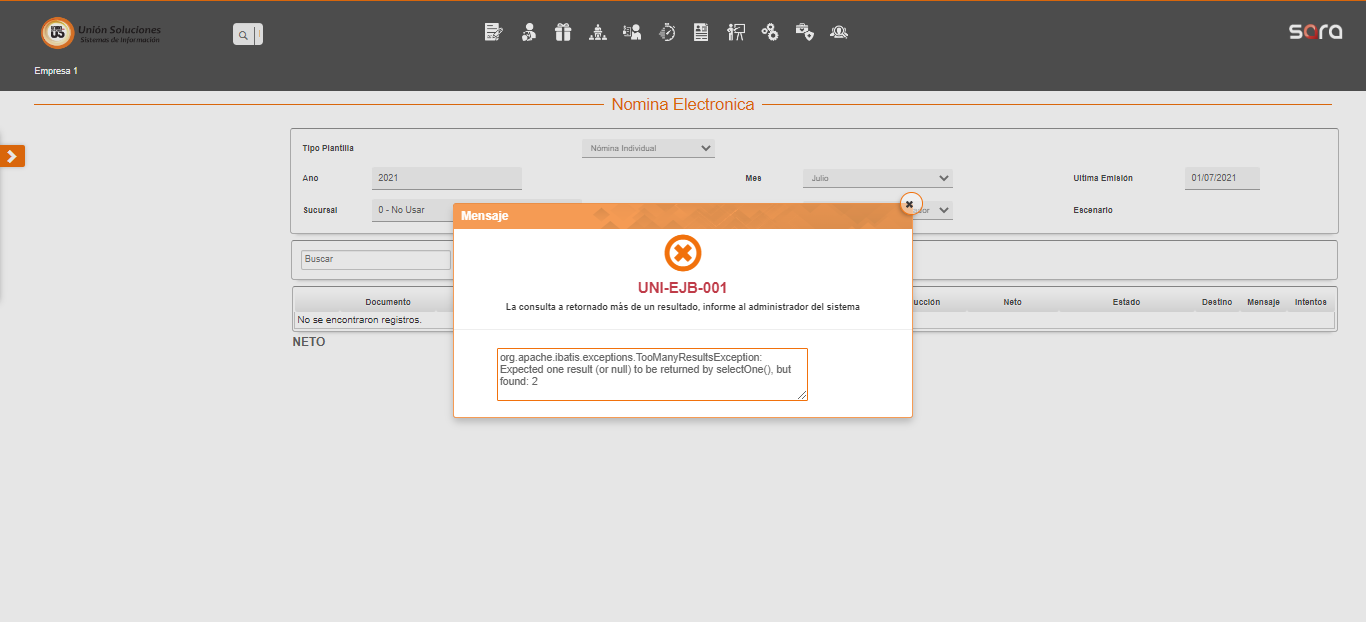 Unión Soluciones
Sistemas de Información
sora
Empresa 1
Nomina Electronica
Tipo Plantilla
Nómina Individual
Ano
2021
Mes
Julio
Ultima Emisión
01/07/2021
Sucursal
0 - No Usar
Escenario
Mensaje
Buscar
UNI-EJB-001
La consulta a retornado más de un resultado, informe al administrador del sistema
Documento
Neto
Estado
Destino
Mensaje
Intentos
No se encontraron registros.
NETO
org.apache.ibatis.exceptions.TooManyResultsException:
Expected one result (or null) to be returned by selectOne(), but
found: 2